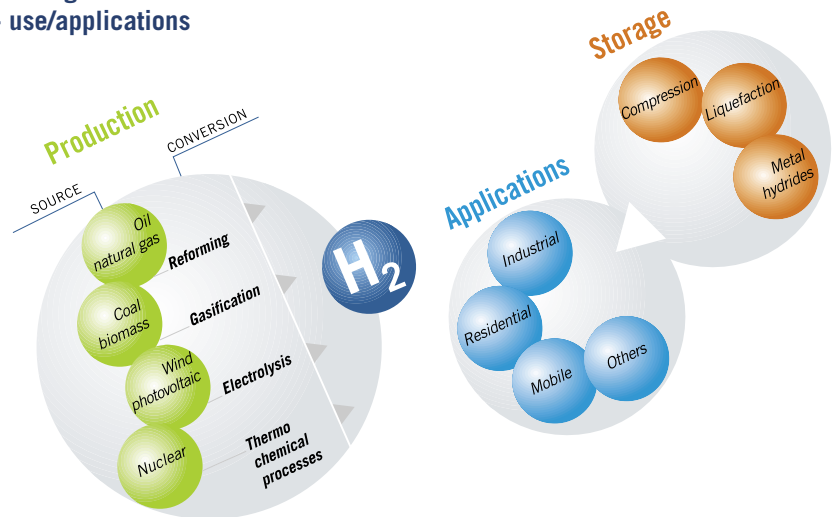 use/applications
Production
CONVERSION
SOURCE
Oil
natural gas
Reforming
Coal
biomass
Gasification
Wind
photovoltaic
Electrolysis
Nuclear
Thermo
chemical
processes
H2
Applications
Industrial
Residential
Mobile
Others
Storage
Compression
Liquefaction
Metal
hydrides